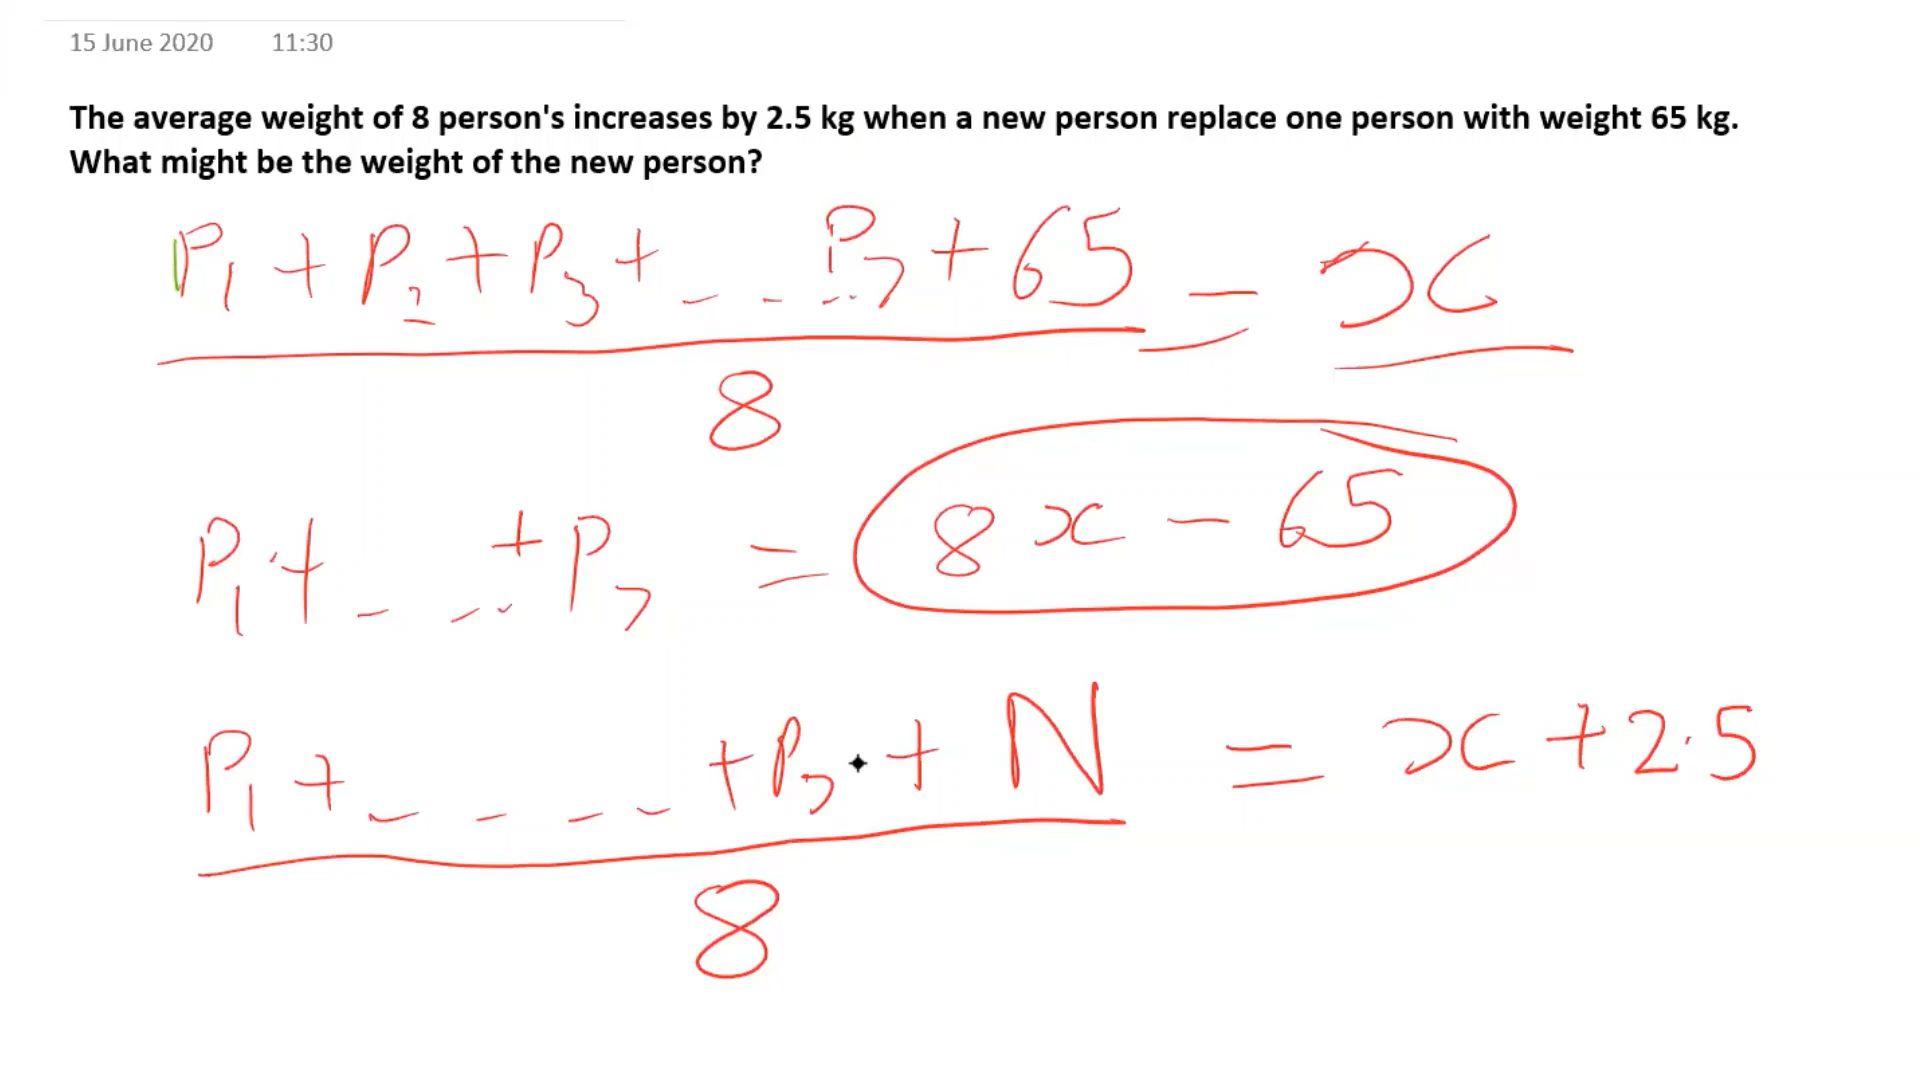 15 June 2020 11:30
The average weight of 8 person's increases by 2.5 kg when a new person replace one person with weight 65 kg.
What might be the weight of the new person?
P1 + P2 + P3 + - - -.. P7 + 65 = x
8
P1 + - - .. + P7 = 8x - 65
P1 + - - - - + P7 . + N = x + 2.5
8